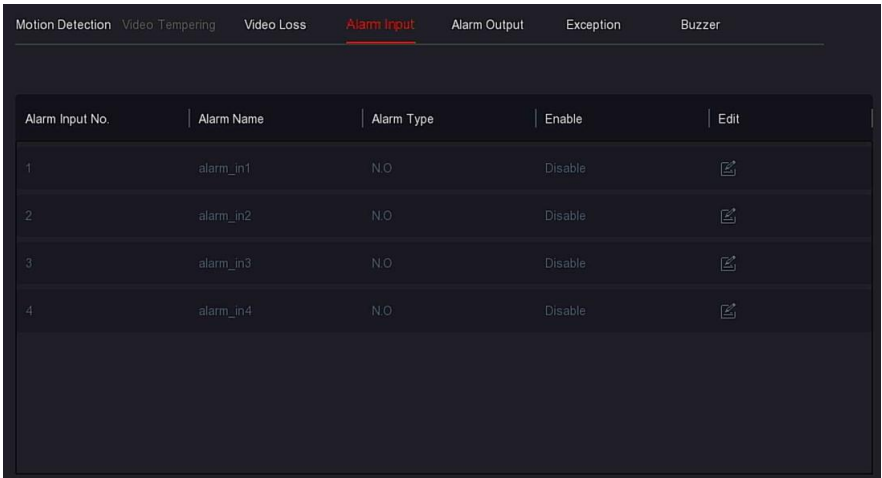 Motion Detection Video Tempering Video Loss Alarm Input Alarm Output Exception Buzzer
Alarm Input No. Alarm Name Alarm Type Enable Edit
1 alarm_in1 N.O Disable
2 alarm_in2 N.O Disable
3 alarm_in3 N.O Disable
4 alarm_in4 N.O Disable